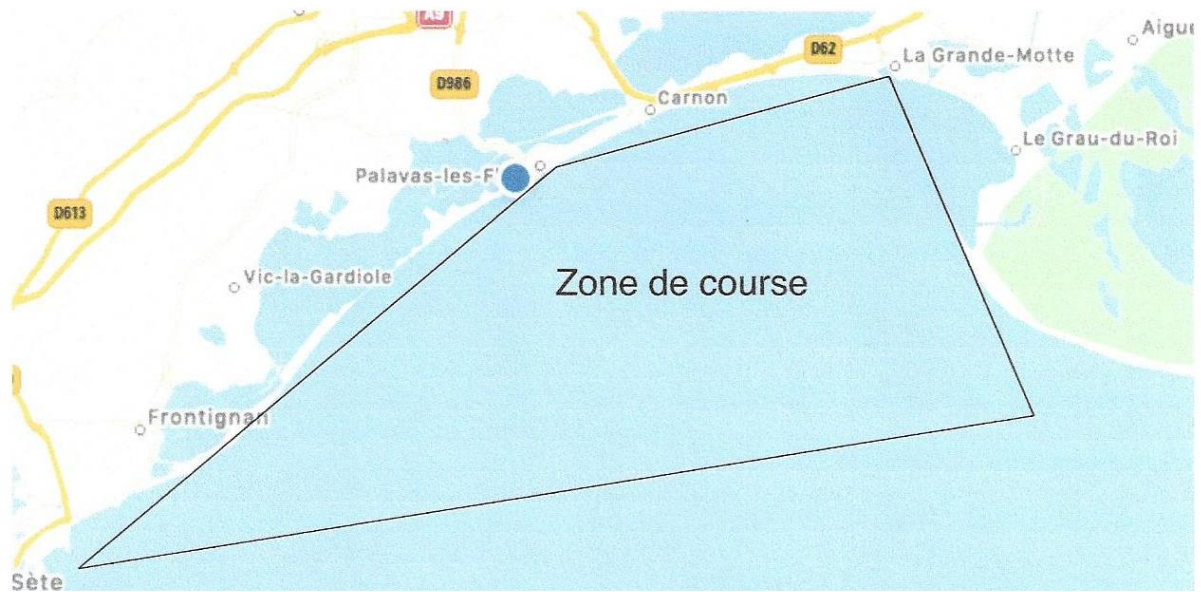 A9
Aigu
D62
La Grande-Motte
D986
Carnon
Le Grau-du-Roi
Palavas-les-F
D613
Zone de course
Vic-la-Gardiole
Frontignan
Sète